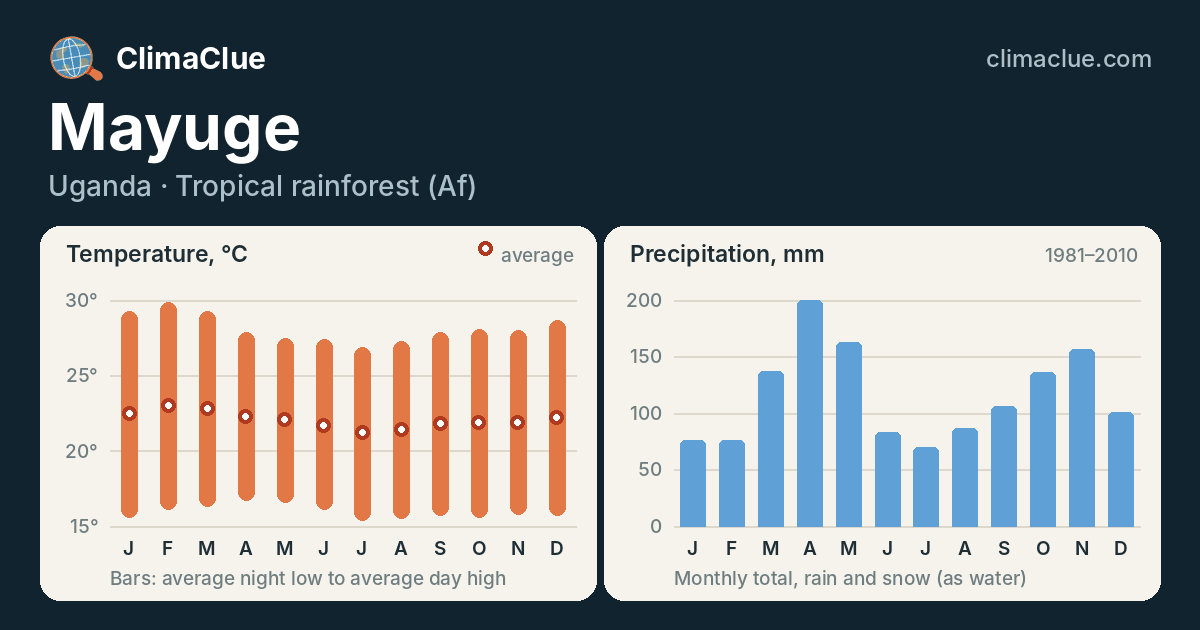 ClimaClue
climaclue.com
Mayuge
Uganda · Tropical rainforest (Af)
Temperature, °C
average
30°
25°
20°
15°
J F M A M J J A S O N D
Bars: average night low to average day high
Precipitation, mm
1981–2010
200
150
100
50
0
J F M A M J J A S O N D
Monthly total, rain and snow (as water)